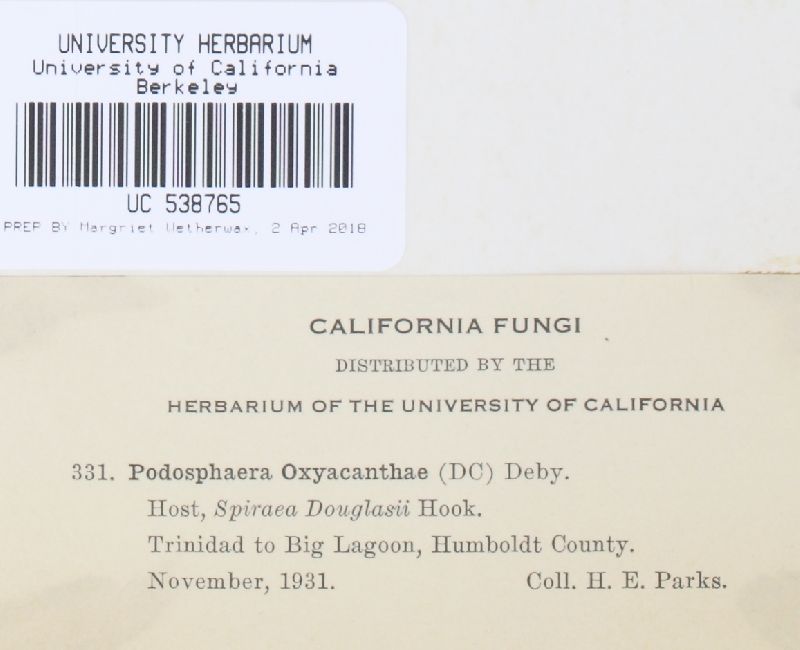 UNIVERSITY HERBARIUM
University of California
Berkeley
UC 538765
PREP BY Margriet Wetherwax, 2 Apr 2018
CALIFORNIA FUNGI
DISTRIBUTED BY THE
HERBARIUM OF THE UNIVERSITY OF CALIFORNIA
331. Podosphaera Oxyacanthae (DC) Deby.
Host, Spiraea Douglasii Hook.
Trinidad to Big Lagoon, Humboldt County.
November, 1931. Coll. H. E. Parks.